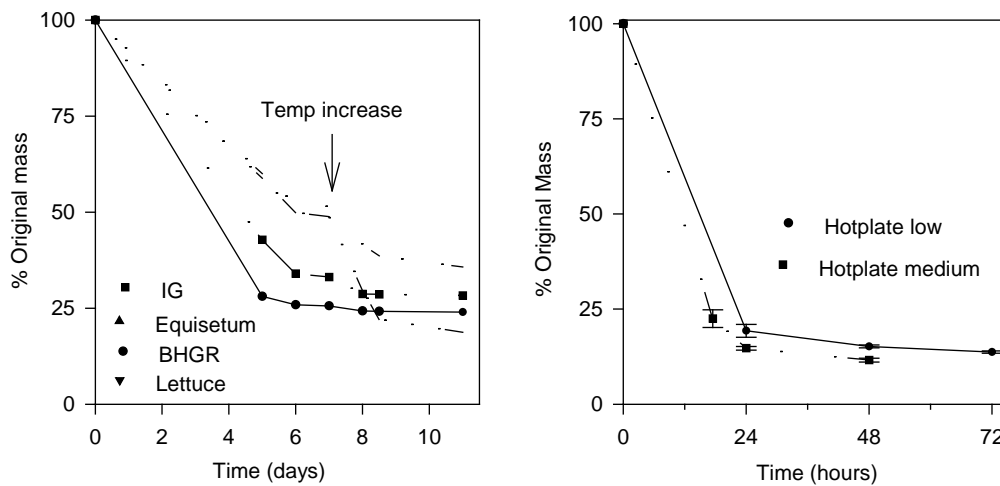 100
75
50
25
0
% Original mass
Temp increase
IG
Equisetum
BHGR
Lettuce
0 2 4 6 8 10
Time (days)
100
75
50
25
0
% Original Mass
Hotplate low
Hotplate medium
0 24 48 72
Time (hours)